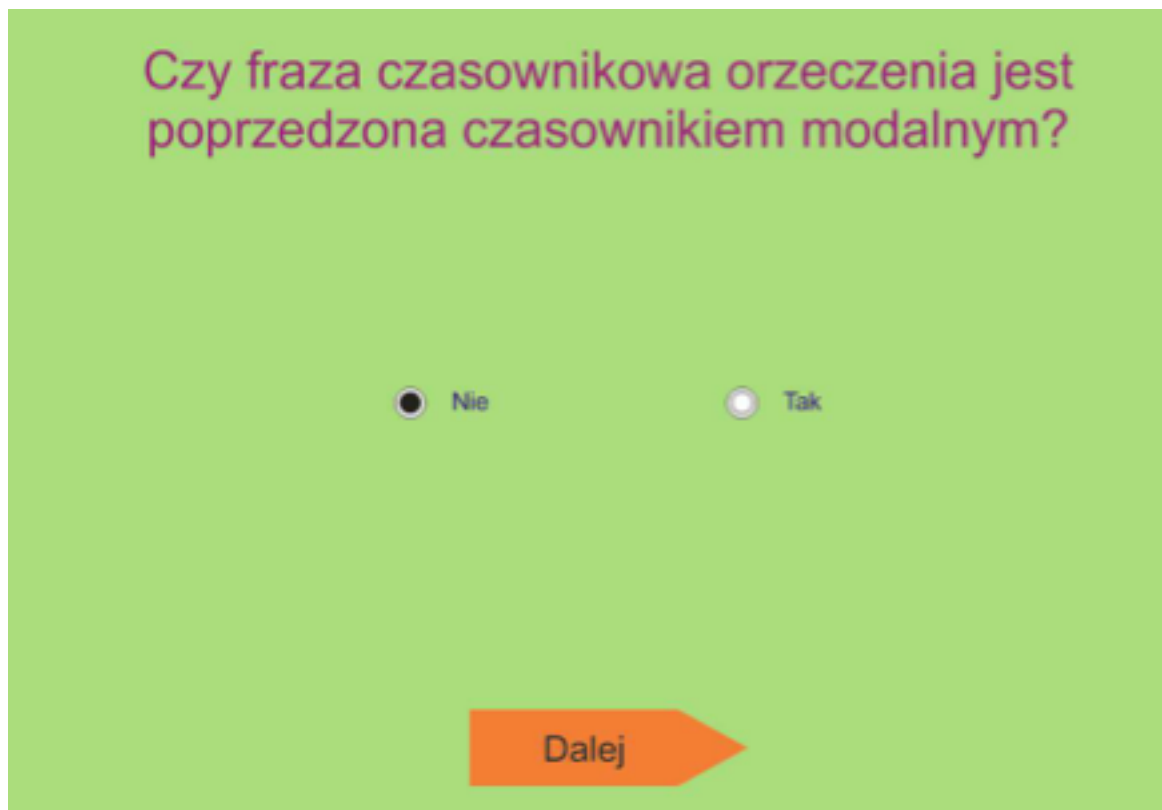 Czy fraza czasownikowa orzeczenia jest
poprzedzona czasownikiem modalnym?
Nie
Tak
Dalej